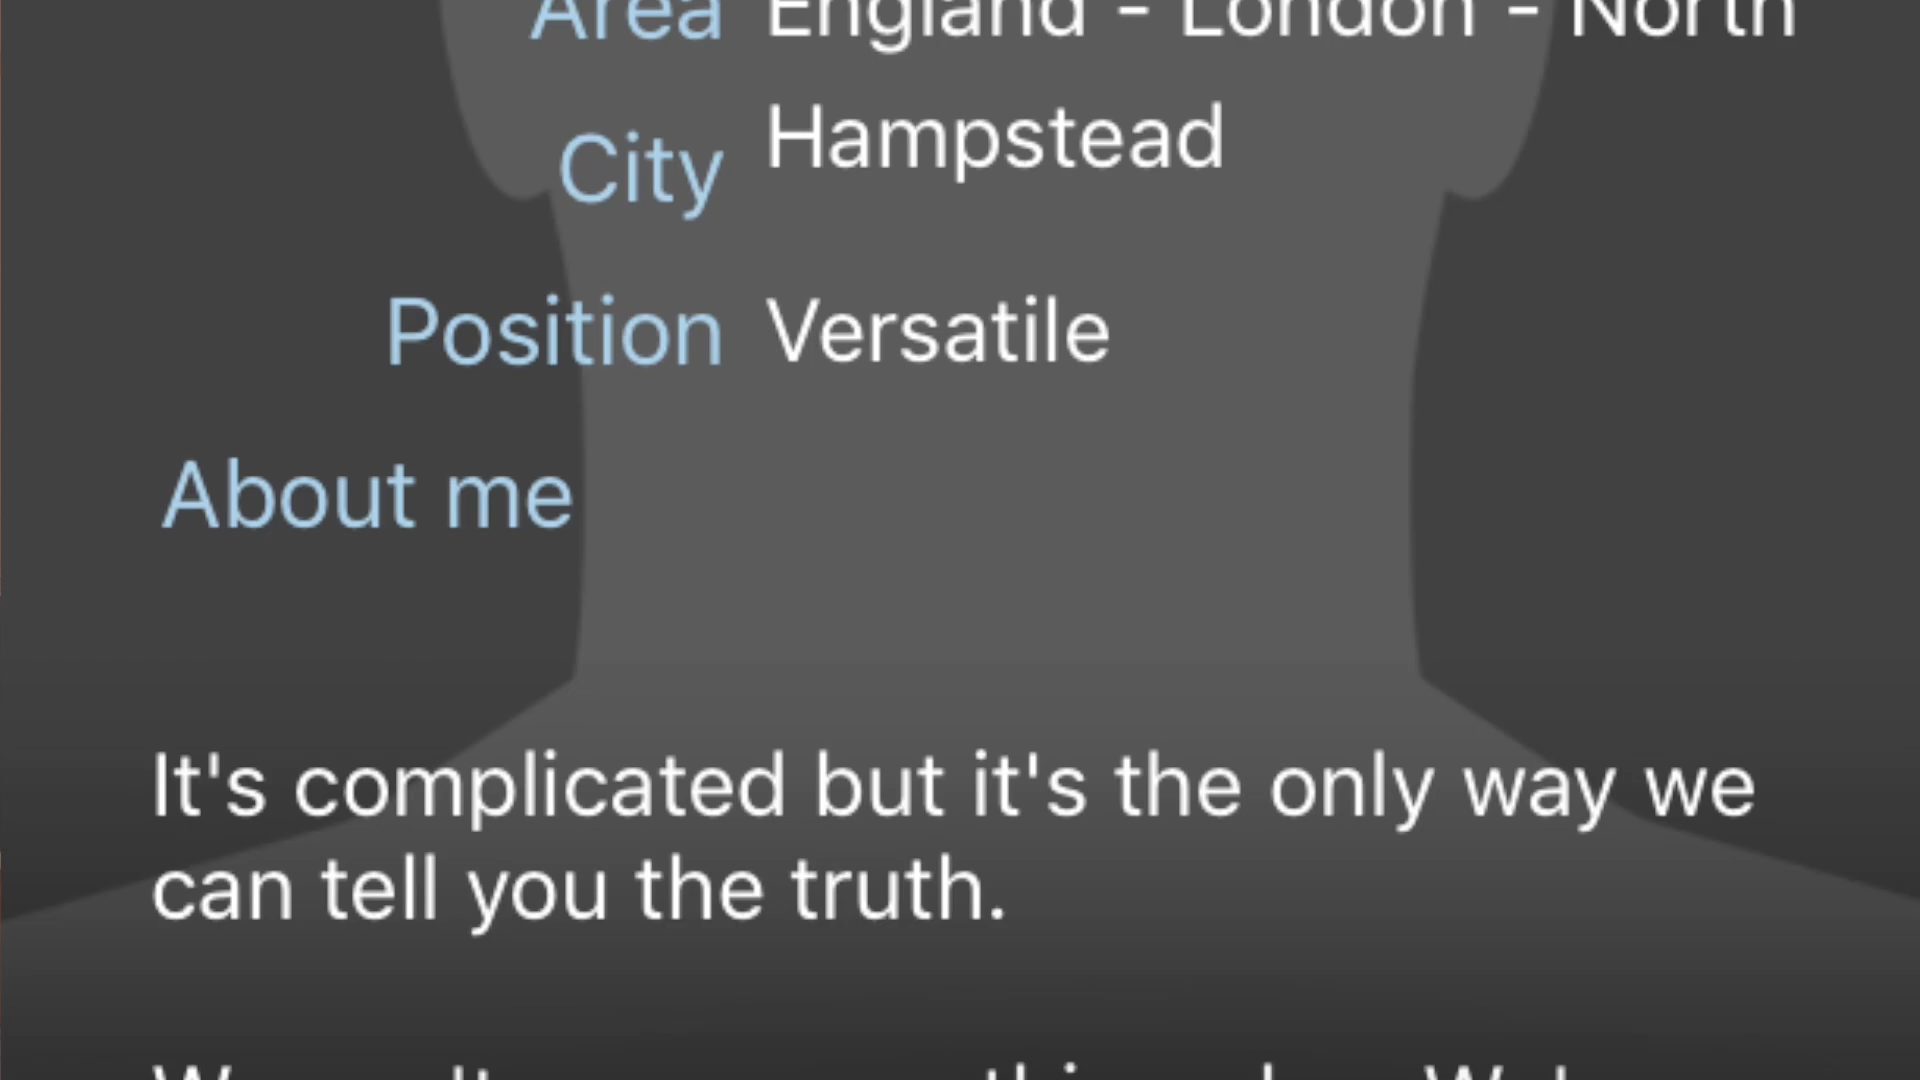 Area England - London - North
City Hampstead
Position Versatile
About me
It's complicated but it's the only way we
can tell you the truth.